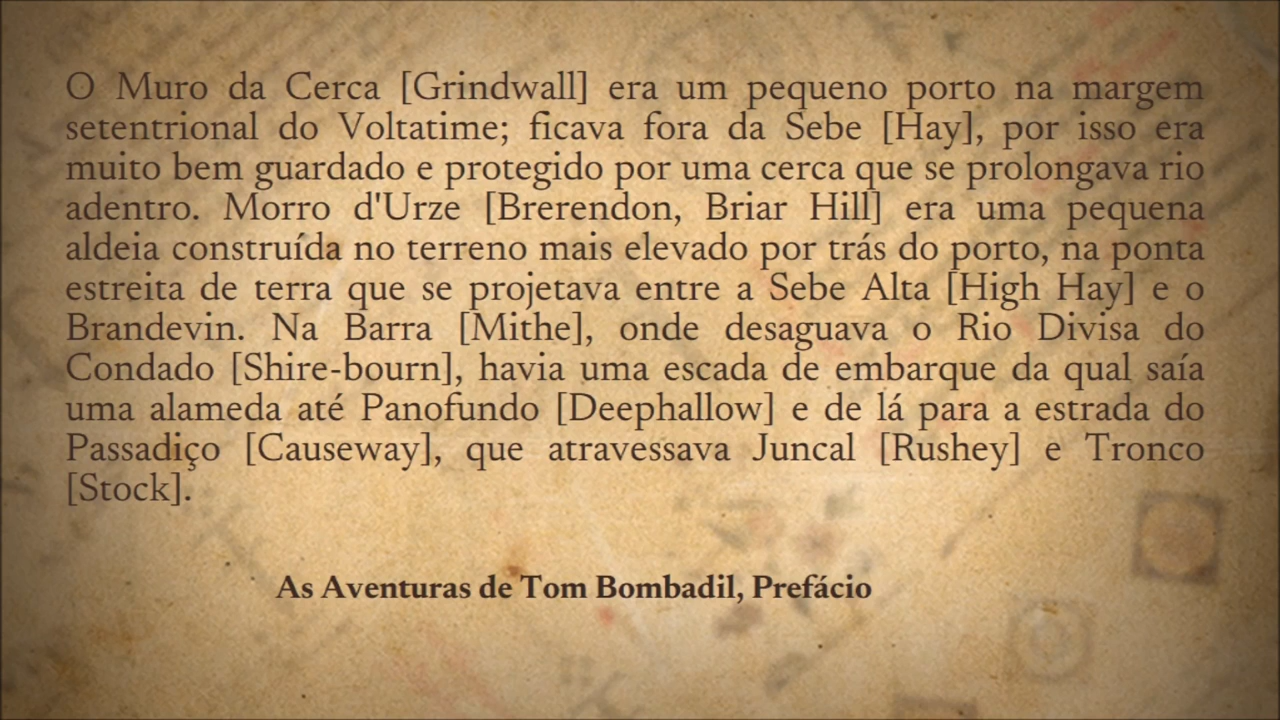 O Muro da Cerca [Grindwall] era um pequeno porto na margem
setentrional do Voltatime; ficava fora da Sebe [Hay], por isso era
muito bem guardado e protegido por uma cerca que se prolongava rio
adentro. Morro d'Urze [Brerendon, Briar Hill] era uma pequena
aldeia construída no terreno mais elevado por trás do porto, na ponta
estreita de terra que se projetava entre a Sebe Alta [High Hay] e o
Brandevin. Na Barra [Mithe], onde desaguava o Rio Divisa do
Condado [Shire-bourn], havia uma escada de embarque da qual saía
uma alameda até Panofundo [Deephallow] e de lá para a estrada do
Passadiço [Causeway], que atravessava Juncal [Rushey] e Tronco
[Stock].
As Aventuras de Tom Bombadil, Prefácio